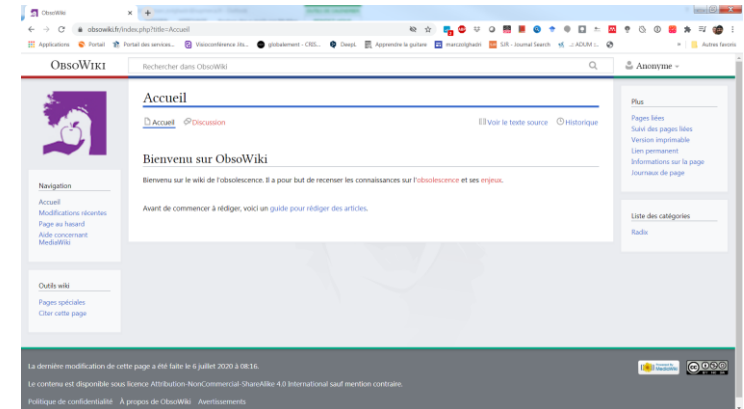 ObsoWiki
obsowiki.fr/index.php?title=Accueil
Applications
Portail
Portail des services...
Visioconférence Ils...
globalement - CNS...
DeepL
Apprendre la guitare
marcotighadri
IJR - Journal Search
.: ADUM :..
Autres favoris
ObsoWiki
Rechercher dans ObsoWiki
Anonyme
Accueil
Accueil
Discussion
Voir le texte source
Historique
Bienvenu sur ObsoWiki
Bienvenu sur le wiki de l'obsolescence. Il a pour but de recenser les connaissances sur l'obsolescence et ses enjeux.
Avant de commencer à rédiger, voici un guide pour rédiger des articles.
Navigation
Accueil
Modifications récentes
Page au hasard
Aide concernant
MediaWiki
Outils wiki
Pages spéciales
Citer cette page
Plus
Pages liées
Suivi des pages liées
Version imprimable
Lien permanent
Informations sur la page
Journaux de page
Liste des catégories
Radix
La dernière modification de cette page a été faite le 6 juillet 2020 à 08:16.
Le contenu est disponible sous licence Attribution-NonCommercial-ShareAlike 4.0 International sauf mention contraire.
Politique de confidentialité
À propos de ObsoWiki
Avertissements
MediaWiki